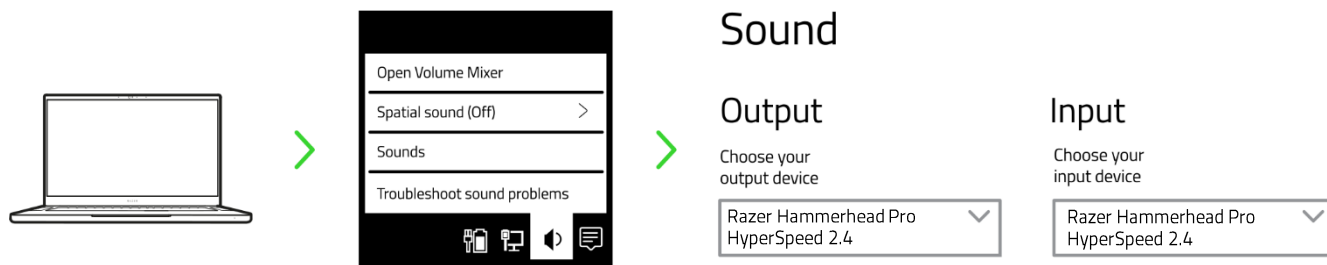 Open Volume Mixer
Spatial sound (Off)
Sounds
Troubleshoot sound problems
Sound
Output
Choose your
output device
Razer Hammerhead Pro
HyperSpeed 2.4
Input
Choose your
input device
Razer Hammerhead Pro
HyperSpeed 2.4